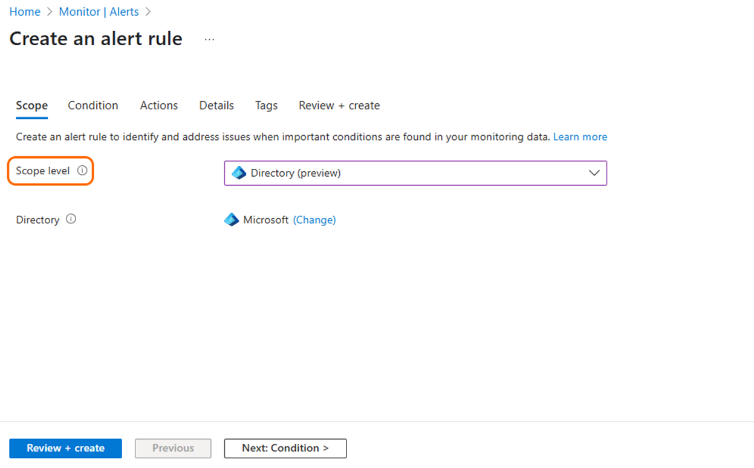 Home > Monitor | Alerts >
Create an alert rule ...
Scope Condition Actions Details Tags Review + create
Create an alert rule to identify and address issues when important conditions are found in your monitoring data. Learn more
Scope level Directory (preview)
Directory Microsoft (Change)
Review + create Previous Next: Condition >